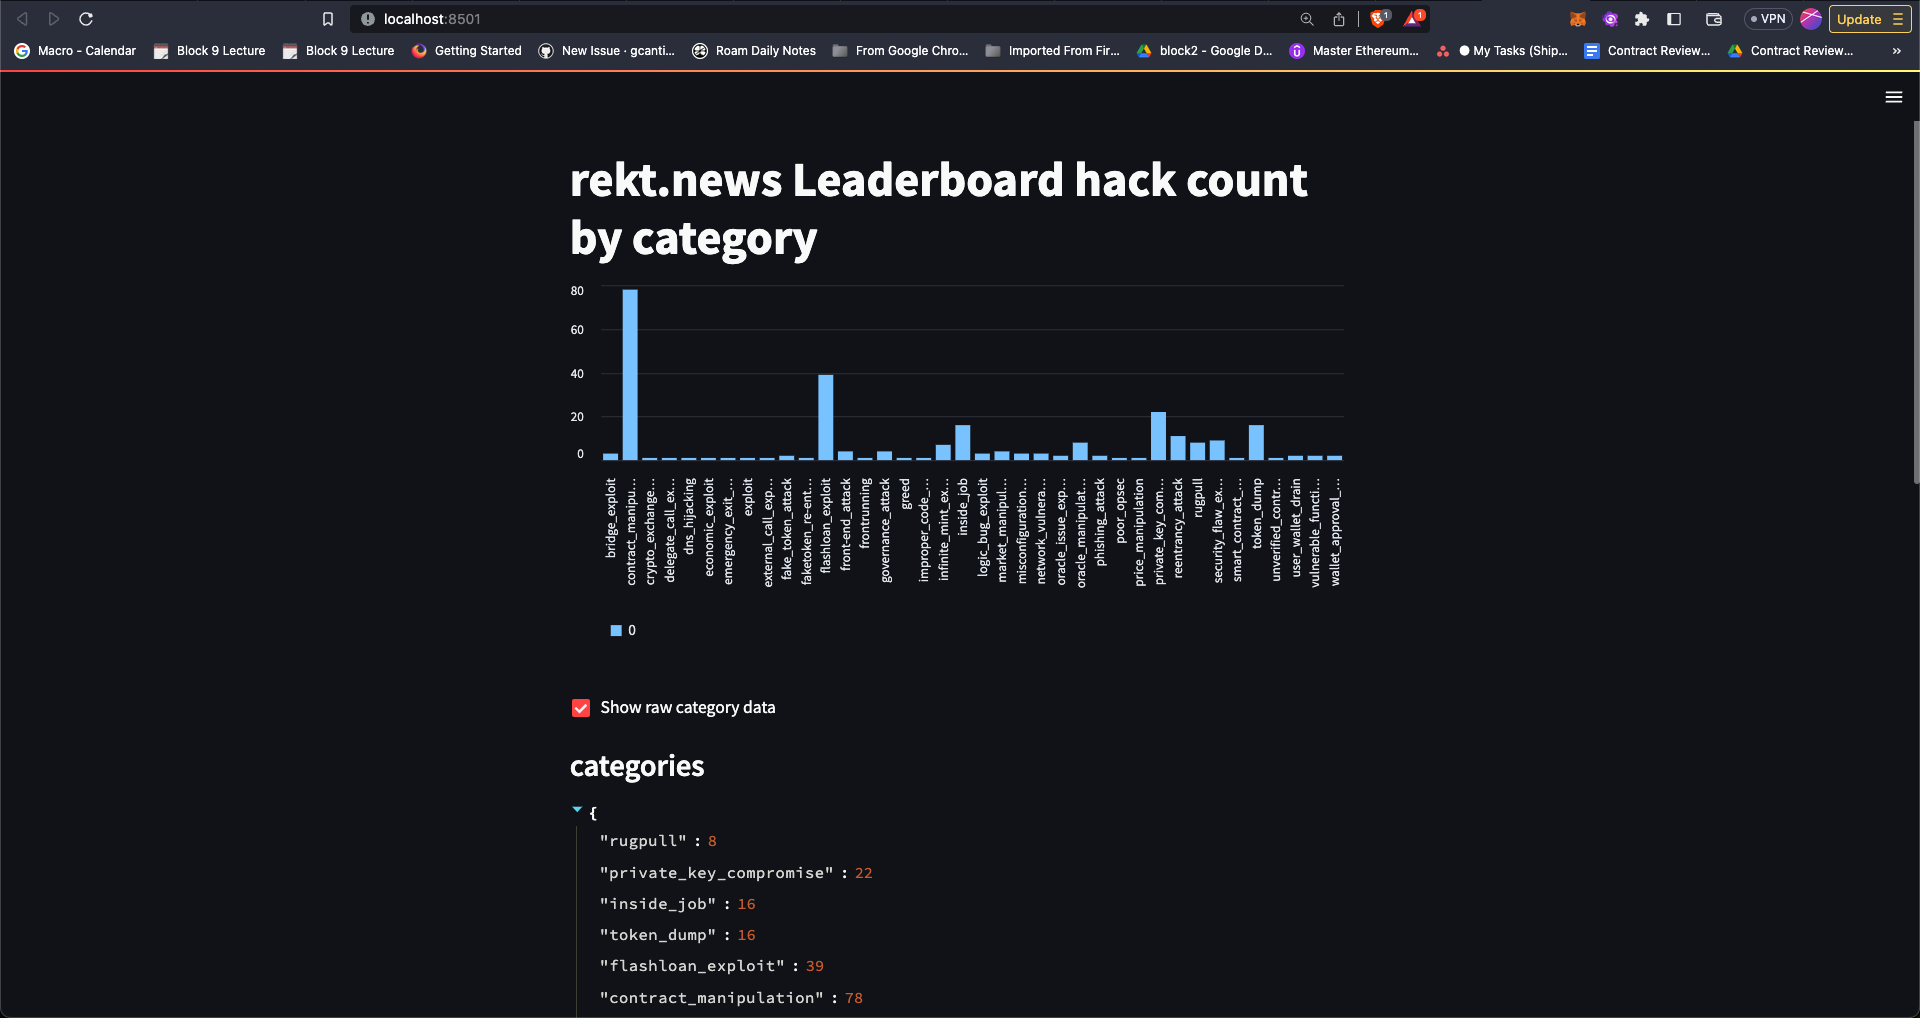 localhost:8501
1
1
VPN
Update
Macro - Calendar
Block 9 Lecture
Block 9 Lecture
Getting Started
New Issue · gcanti...
Roam Daily Notes
From Google Chro...
Imported From Fir...
block2 - Google D...
Master Ethereum...
My Tasks (Ship...
Contract Review...
Contract Review...
»
rekt.news Leaderboard hack count
by category
80
60
40
20
0
bridge_exploit
contract_manipu...
crypto_exchange...
delegate_call_ex...
dns_hijacking
economic_exploit
emergency_exit_...
exploit
external_call_exp...
fake_token_attack
faketoken_re-ent...
flashloan_exploit
front-end_attack
frontrunning
governance_attack
greed
improper_code_...
infinite_mint_ex...
inside_job
logic_bug_exploit
market_manipul...
misconfiguration...
network_vulnera...
oracle_issue_exp...
oracle_manipulat...
phishing_attack
poor_opsec
price_manipulation
private_key_com...
reentrancy_attack
rugpull
security_flaw_ex...
smart_contract_...
token_dump
unverified_contr...
user_wallet_drain
vulnerable_functi...
wallet_approval_...
0
Show raw category data
categories
{
"rugpull" : 8
"private_key_compromise" : 22
"inside_job" : 16
"token_dump" : 16
"flashloan_exploit" : 39
"contract_manipulation" : 78